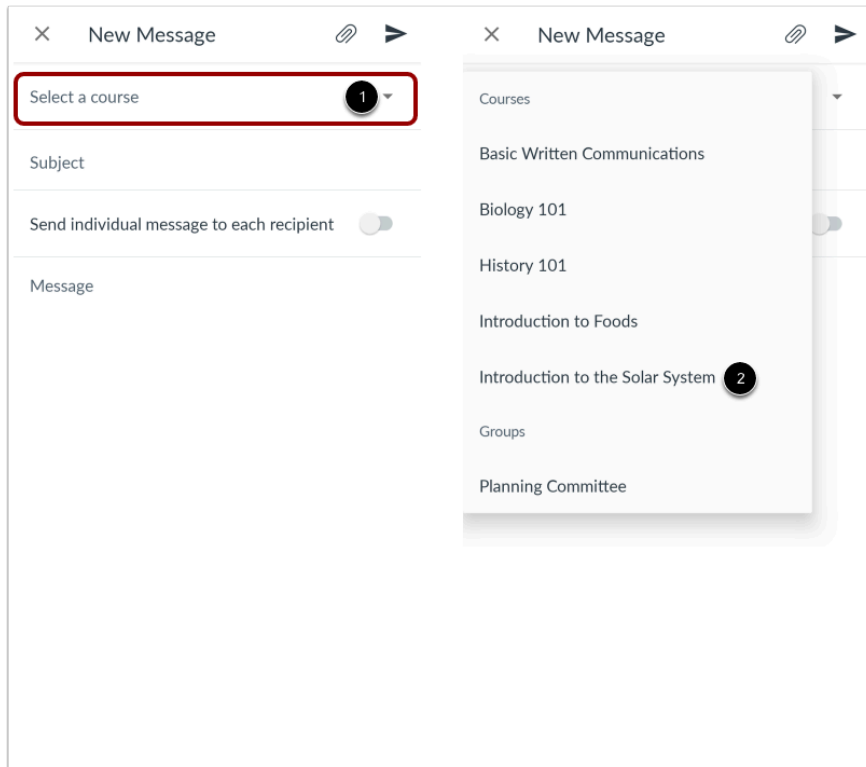 New Message
Select a course 1
Subject
Send individual message to each recipient
Message
New Message
Courses
Basic Written Communications
Biology 101
History 101
Introduction to Foods
Introduction to the Solar System 2
Groups
Planning Committee